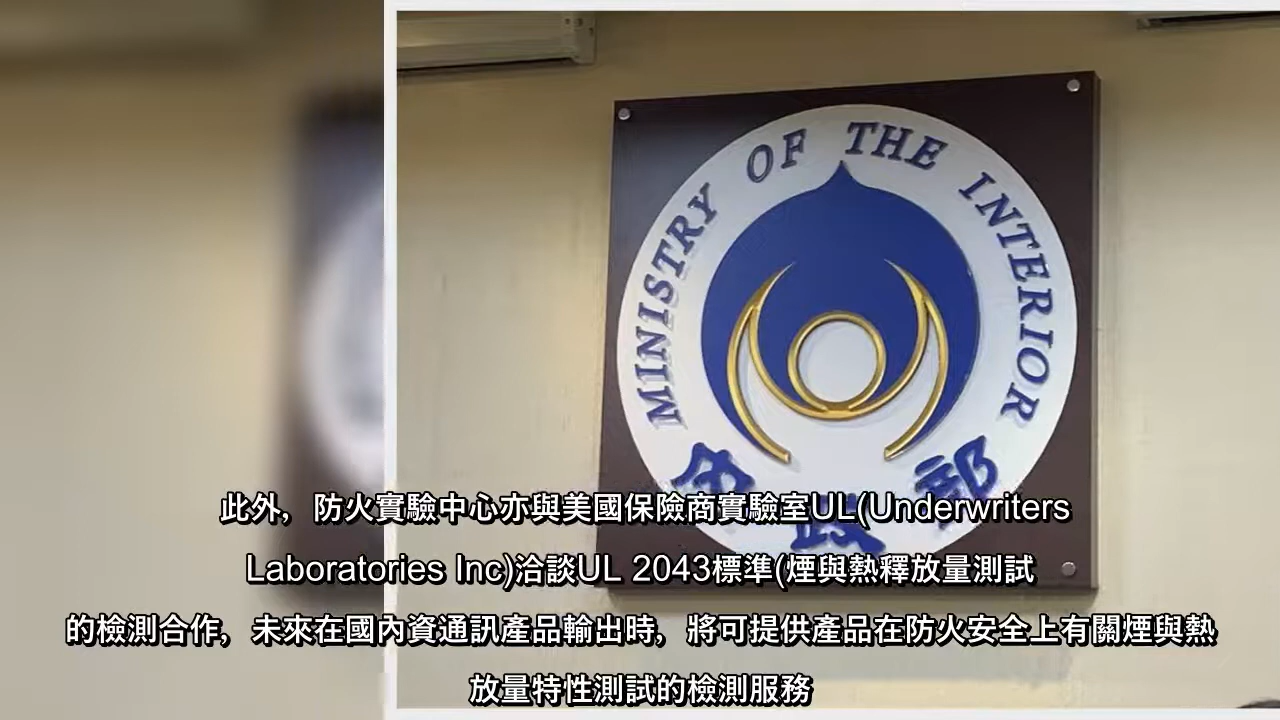 MINISTRY OF THE INTERIOR
內政部
此外，防火實驗中心亦與美國保險商實驗室UL(Underwriters
Laboratories Inc)洽談UL 2043標準(煙與熱釋放量測試
的檢測合作，未來在國內資通訊產品輸出時，將可提供產品在防火安全上有關煙與熱
放量特性測試的檢測服務